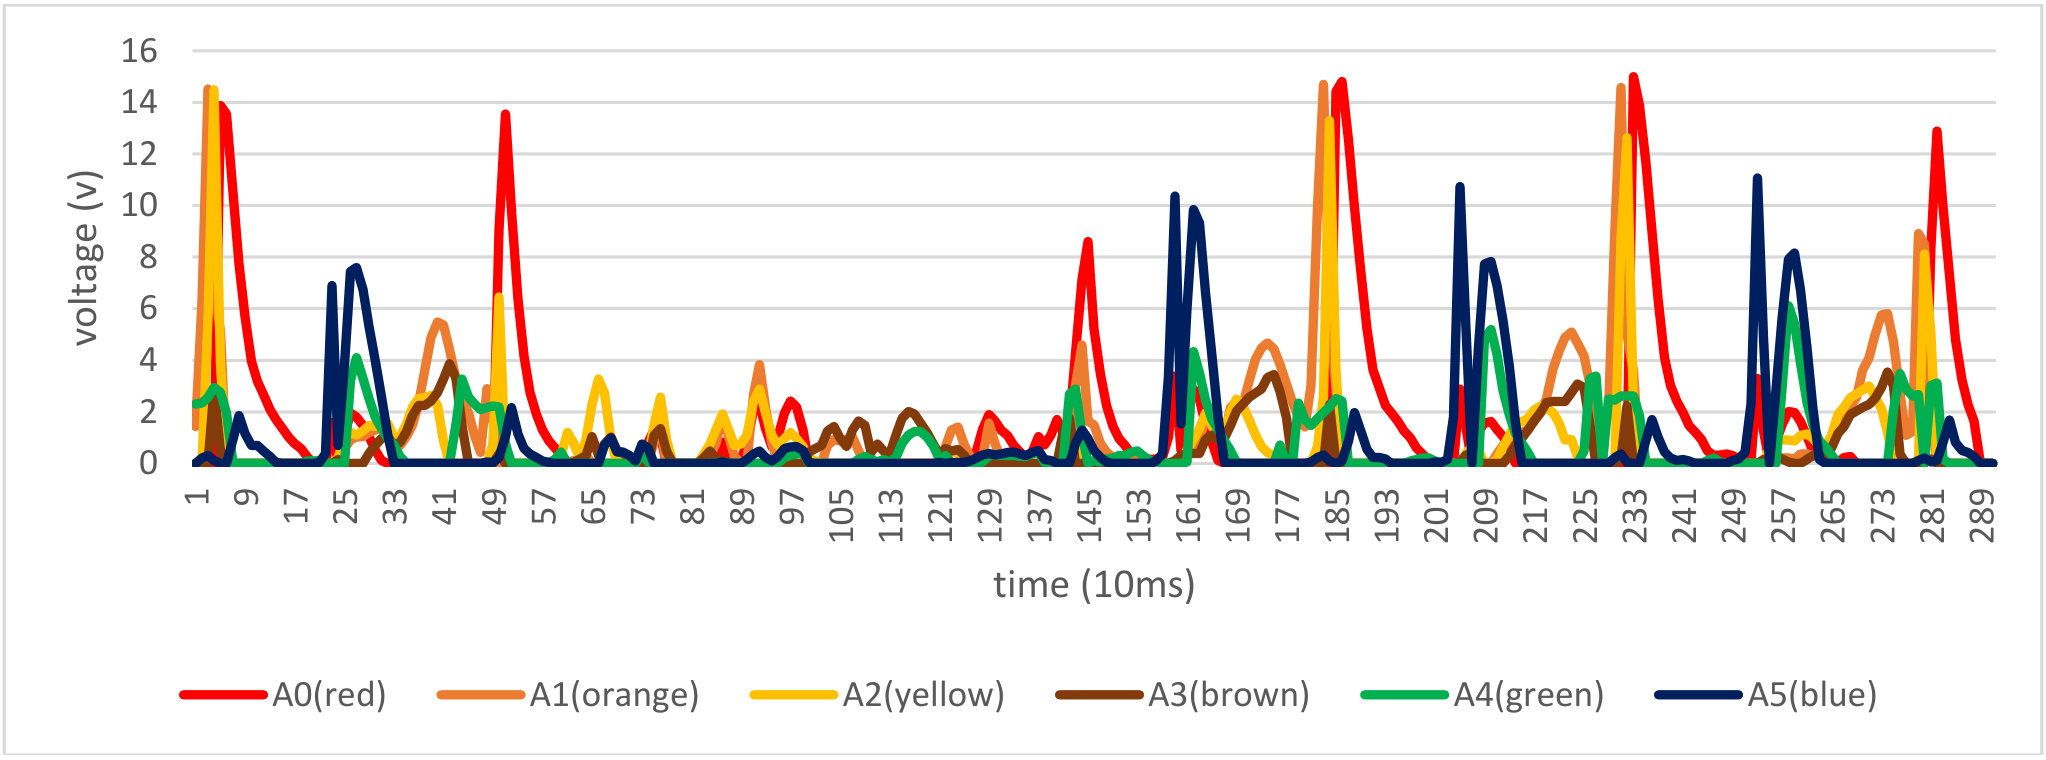 16
14
12
10
8
6
4
2
0
voltage (v)
1 9 17 25 33 41 49 57 65 73 81 89 97 105 113 121 129 137 145 153 161 169 177 185 193 201 209 217 225 233 241 249 257 265 273 281 289
time (10ms)
A0(red) A1(orange) A2(yellow) A3(brown) A4(green) A5(blue)